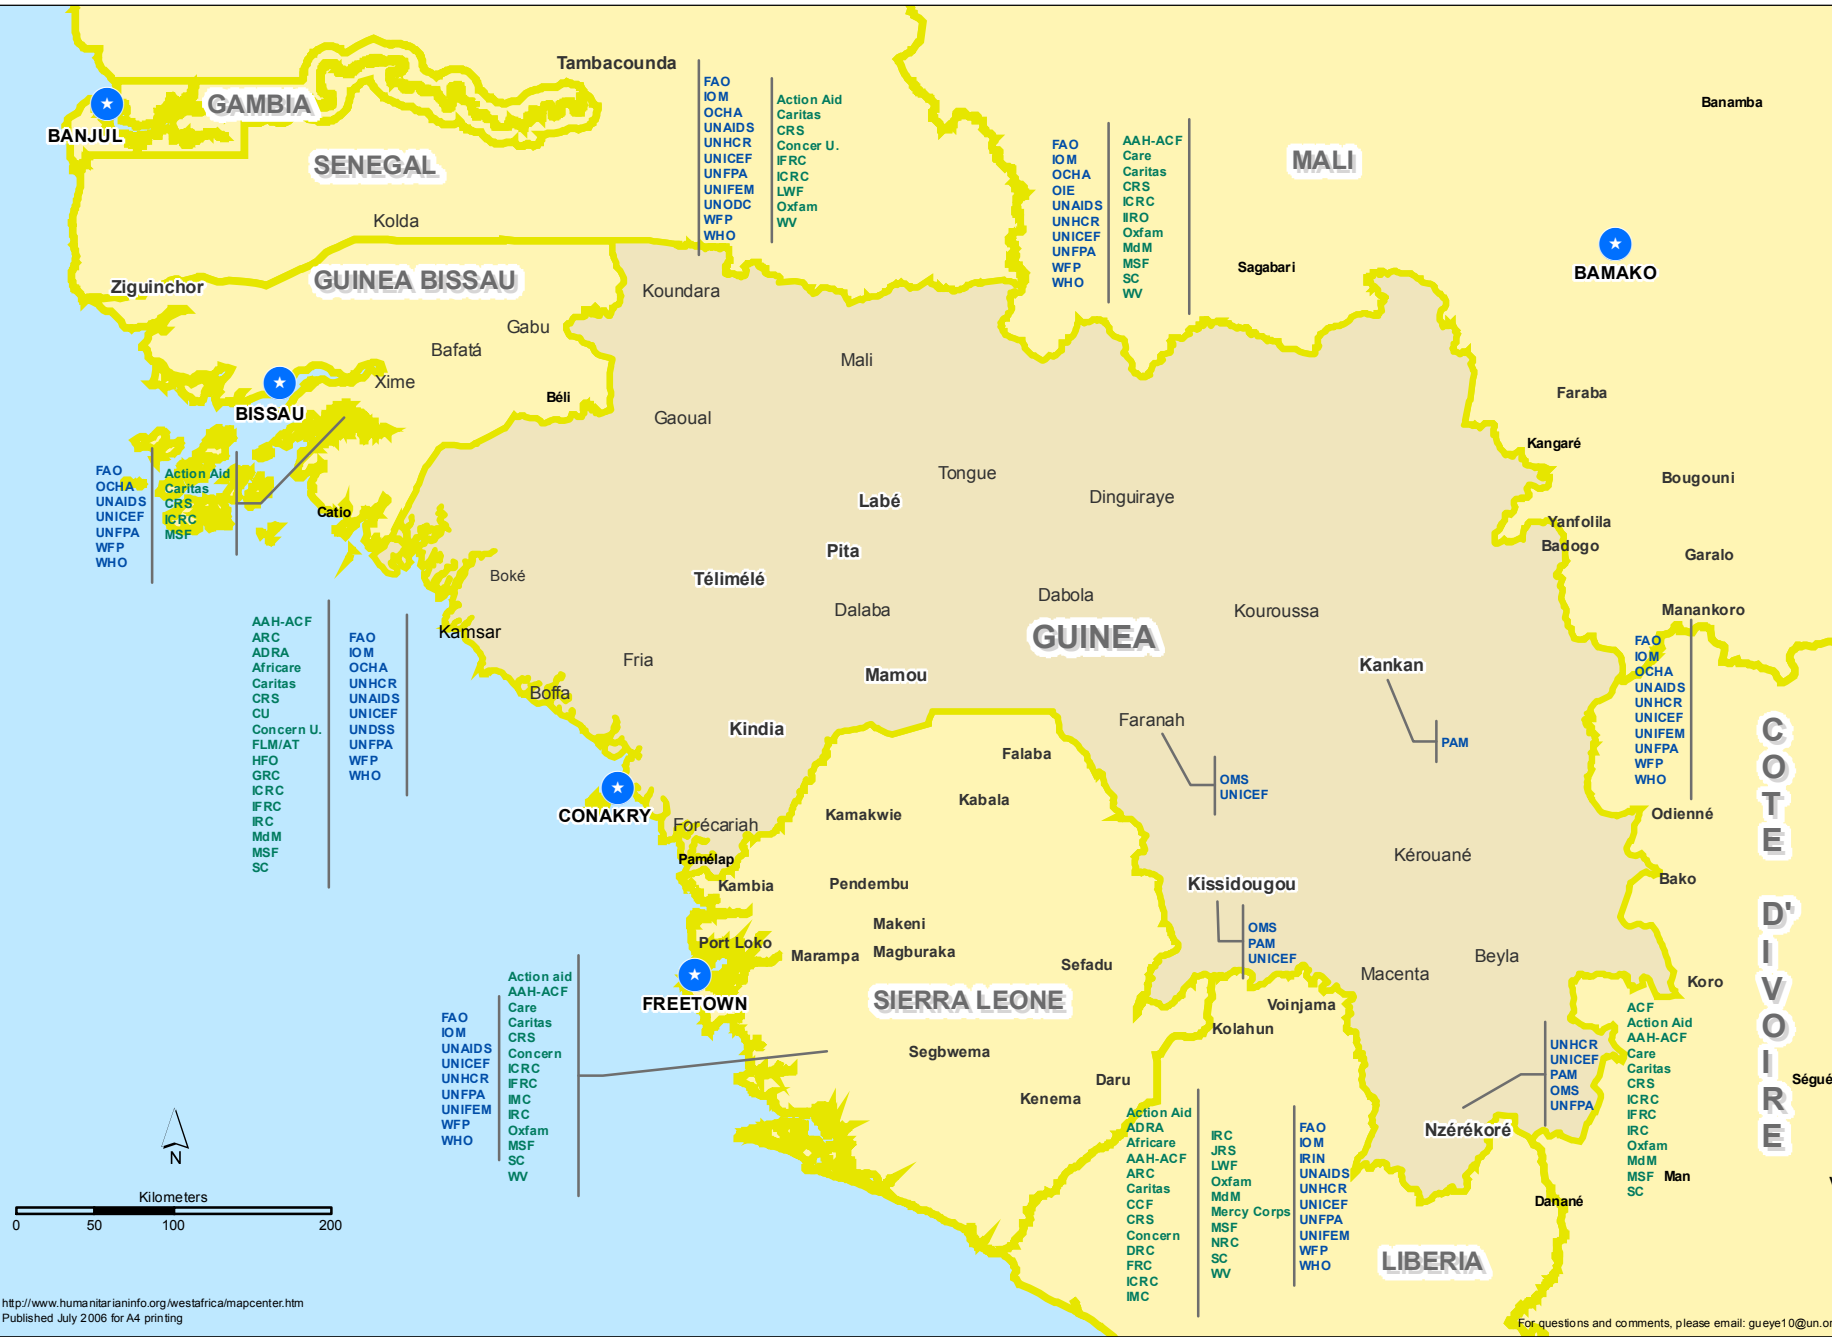 Tambacounda
Banamba
GAMBIA
BANJUL
SENEGAL
Kolda
FAO
IOM
OCHA
UNAIDS
UNHCR
UNICEF
UNFPA
UNIFEM
UNODC
WFP
WHO
Action Aid
Caritas
CRS
Concer U.
IFRC
ICRC
LWF
Oxfam
WV
FAO
IOM
OCHA
OIE
UNAIDS
UNHCR
UNICEF
UNFPA
WFP
WHO
AAH-ACF
Care
Caritas
CRS
ICRC
IIRO
Oxfam
MdM
MSF
SC
WV
MALI
BAMAKO
Sagabari
GUINEA BISSAU
Ziguinchor
Koundara
Gabu
Bafatá
Xime
Béli
BISSAU
Mali
Gaoual
Faraba
Kangaré
Bougouni
Yanfolila
Badogo
Garalo
Manankoro
FAO
OCHA
UNAIDS
UNICEF
UNFPA
WFP
WHO
Action Aid
Caritas
CRS
ICRC
MSF
Catio
Tongue
Labé
Dinguiraye
Pita
Télimélé
Boké
Dalaba
Dabola
Kouroussa
GUINEA
Kamsar
Fria
Mamou
Kankan
PAM
Boffa
Kindia
Faranah
OMS
UNICEF
AAH-ACF
ARC
ADRA
Africare
Caritas
CRS
CU
Concern U.
FLM/AT
HFO
GRC
ICRC
IFRC
IRC
MdM
MSF
SC
FAO
IOM
OCHA
UNHCR
UNAIDS
UNICEF
UNDSS
UNFPA
WFP
WHO
FAO
IOM
OCHA
UNAIDS
UNHCR
UNICEF
UNIFEM
UNFPA
WFP
WHO
COTE D'IVOIRE
Odienné
Falaba
Kabala
Kamakwie
CONAKRY
Forécariah
Pamélap
Kambia
Pendembu
Kérouané
Bako
Kissidougou
OMS
PAM
UNICEF
Makeni
Port Loko
Marampa
Magburaka
Sefadu
Macenta
Beyla
Koro
FREETOWN
SIERRA LEONE
Voinjama
Kolahun
Segbwema
Daru
Kenema
FAO
IOM
UNAIDS
UNICEF
UNHCR
UNFPA
UNIFEM
WFP
WHO
Action aid
AAH-ACF
Care
Caritas
CRS
Concern
ICRC
IFRC
IMC
IRC
Oxfam
MSF
SC
WV
UNHCR
UNICEF
PAM
OMS
UNFPA
Nzérékoré
ACF
Action Aid
AAH-ACF
Care
Caritas
CRS
ICRC
IFRC
IRC
Oxfam
MdM
MSF
SC
Ségué
Man
Danané
Action Aid
ADRA
Africare
AAH-ACF
ARC
Caritas
CCF
CRS
Concern
DRC
FRC
ICRC
IMC
IRC
JRS
LWF
Oxfam
MdM
Mercy Corps
MSF
NRC
SC
WV
FAO
IOM
IRIN
UNAIDS
UNHCR
UNICEF
UNFPA
UNIFEM
WFP
WHO
LIBERIA
N
Kilometers
0 50 100 200
http://www.humanitarianinfo.org/westafrica/mapcenter.htm
Published July 2006 for A4 printing
For questions and comments, please email: gueye10@un.or